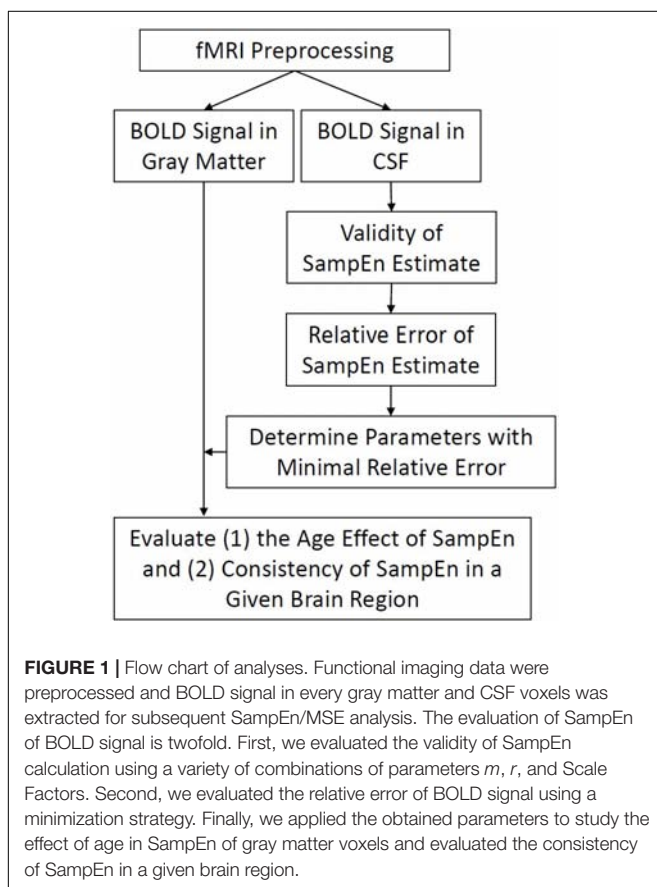 fMRI Preprocessing
BOLD Signal in
Gray Matter
BOLD Signal in
CSF
Validity of
SampEn Estimate
Relative Error of
SampEn Estimate
Determine Parameters with
Minimal Relative Error
Evaluate (1) the Age Effect of SampEn
and (2) Consistency of SampEn in a
Given Brain Region
FIGURE 1 | Flow chart of analyses. Functional imaging data were
preprocessed and BOLD signal in every gray matter and CSF voxels was
extracted for subsequent SampEn/MSE analysis. The evaluation of SampEn
of BOLD signal is twofold. First, we evaluated the validity of SampEn
calculation using a variety of combinations of parameters m, r, and Scale
Factors. Second, we evaluated the relative error of BOLD signal using a
minimization strategy. Finally, we applied the obtained parameters to study the
effect of age in SampEn of gray matter voxels and evaluated the consistency
of SampEn in a given brain region.